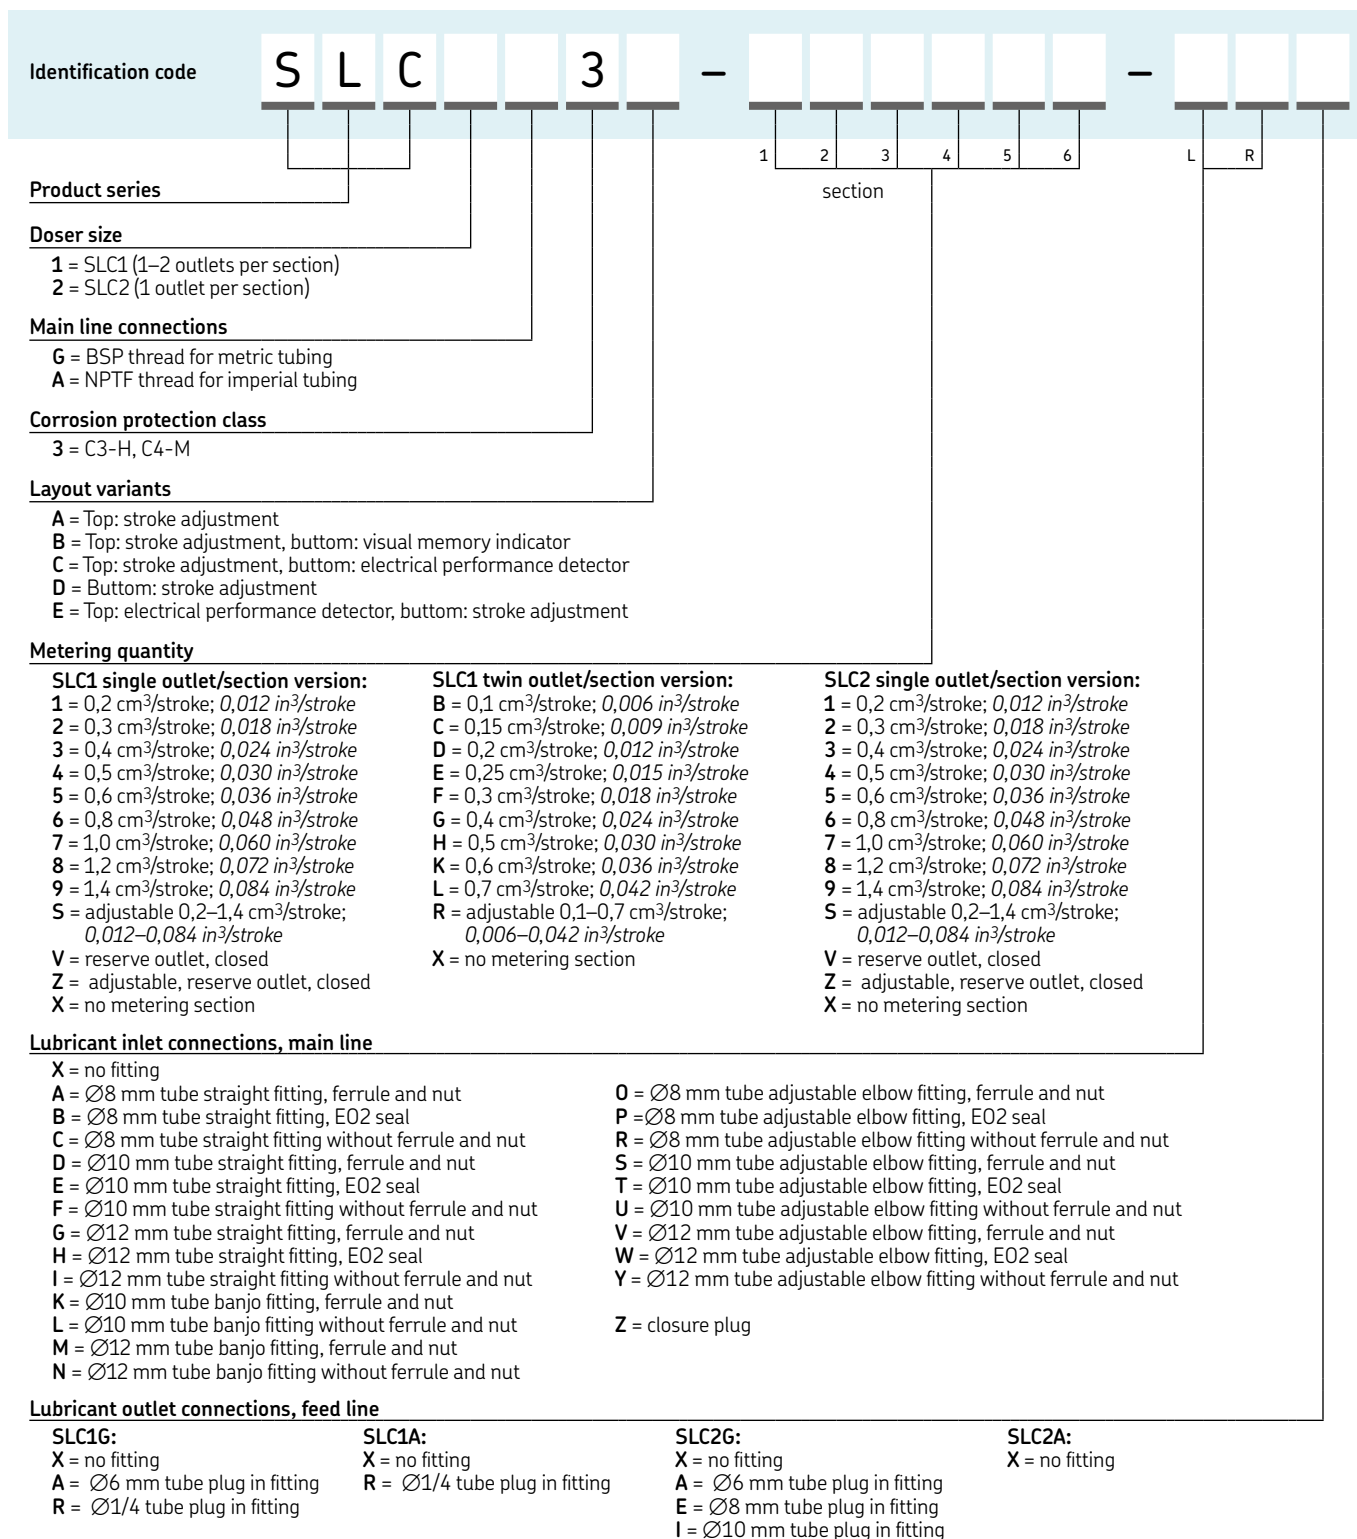 Identification code S L C 3 – –
1 2 3 4 5 6 L R
section
Product series
Doser size
1 = SLC1 (1–2 outlets per section)
2 = SLC2 (1 outlet per section)
Main line connections
G = BSP thread for metric tubing
A = NPTF thread for imperial tubing
Corrosion protection class
3 = C3-H, C4-M
Layout variants
A = Top: stroke adjustment
B = Top: stroke adjustment, buttom: visual memory indicator
C = Top: stroke adjustment, buttom: electrical performance detector
D = Buttom: stroke adjustment
E = Top: electrical performance detector, buttom: stroke adjustment
Metering quantity
SLC1 single outlet/section version:
1 = 0,2 cm³/stroke; 0,012 in³/stroke
2 = 0,3 cm³/stroke; 0,018 in³/stroke
3 = 0,4 cm³/stroke; 0,024 in³/stroke
4 = 0,5 cm³/stroke; 0,030 in³/stroke
5 = 0,6 cm³/stroke; 0,036 in³/stroke
6 = 0,8 cm³/stroke; 0,048 in³/stroke
7 = 1,0 cm³/stroke; 0,060 in³/stroke
8 = 1,2 cm³/stroke; 0,072 in³/stroke
9 = 1,4 cm³/stroke; 0,084 in³/stroke
S = adjustable 0,2–1,4 cm³/stroke;
0,012–0,084 in³/stroke
V = reserve outlet, closed
Z = adjustable, reserve outlet, closed
X = no metering section
SLC1 twin outlet/section version:
B = 0,1 cm³/stroke; 0,006 in³/stroke
C = 0,15 cm³/stroke; 0,009 in³/stroke
D = 0,2 cm³/stroke; 0,012 in³/stroke
E = 0,25 cm³/stroke; 0,015 in³/stroke
F = 0,3 cm³/stroke; 0,018 in³/stroke
G = 0,4 cm³/stroke; 0,024 in³/stroke
H = 0,5 cm³/stroke; 0,030 in³/stroke
K = 0,6 cm³/stroke; 0,036 in³/stroke
L = 0,7 cm³/stroke; 0,042 in³/stroke
R = adjustable 0,1–0,7 cm³/stroke;
0,006–0,042 in³/stroke
X = no metering section
SLC2 single outlet/section version:
1 = 0,2 cm³/stroke; 0,012 in³/stroke
2 = 0,3 cm³/stroke; 0,018 in³/stroke
3 = 0,4 cm³/stroke; 0,024 in³/stroke
4 = 0,5 cm³/stroke; 0,030 in³/stroke
5 = 0,6 cm³/stroke; 0,036 in³/stroke
6 = 0,8 cm³/stroke; 0,048 in³/stroke
7 = 1,0 cm³/stroke; 0,060 in³/stroke
8 = 1,2 cm³/stroke; 0,072 in³/stroke
9 = 1,4 cm³/stroke; 0,084 in³/stroke
S = adjustable 0,2–1,4 cm³/stroke;
0,012–0,084 in³/stroke
V = reserve outlet, closed
Z = adjustable, reserve outlet, closed
X = no metering section
Lubricant inlet connections, main line
X = no fitting
A = Ø8 mm tube straight fitting, ferrule and nut
B = Ø8 mm tube straight fitting, EO2 seal
C = Ø8 mm tube straight fitting without ferrule and nut
D = Ø10 mm tube straight fitting, ferrule and nut
E = Ø10 mm tube straight fitting, EO2 seal
F = Ø10 mm tube straight fitting without ferrule and nut
G = Ø12 mm tube straight fitting, ferrule and nut
H = Ø12 mm tube straight fitting, EO2 seal
I = Ø12 mm tube straight fitting without ferrule and nut
K = Ø10 mm tube banjo fitting, ferrule and nut
L = Ø10 mm tube banjo fitting without ferrule and nut
M = Ø12 mm tube banjo fitting, ferrule and nut
N = Ø12 mm tube banjo fitting without ferrule and nut
O = Ø8 mm tube adjustable elbow fitting, ferrule and nut
P =Ø8 mm tube adjustable elbow fitting, EO2 seal
R = Ø8 mm tube adjustable elbow fitting without ferrule and nut
S = Ø10 mm tube adjustable elbow fitting, ferrule and nut
T = Ø10 mm tube adjustable elbow fitting, EO2 seal
U = Ø10 mm tube adjustable elbow fitting without ferrule and nut
V = Ø12 mm tube adjustable elbow fitting, ferrule and nut
W = Ø12 mm tube adjustable elbow fitting, EO2 seal
Y = Ø12 mm tube adjustable elbow fitting without ferrule and nut
Z = closure plug
Lubricant outlet connections, feed line
SLC1G:
X = no fitting
A = Ø6 mm tube plug in fitting
R = Ø1/4 tube plug in fitting
SLC1A:
X = no fitting
R = Ø1/4 tube plug in fitting
SLC2G:
X = no fitting
A = Ø6 mm tube plug in fitting
E = Ø8 mm tube plug in fitting
I = Ø10 mm tube plug in fitting
SLC2A:
X = no fitting